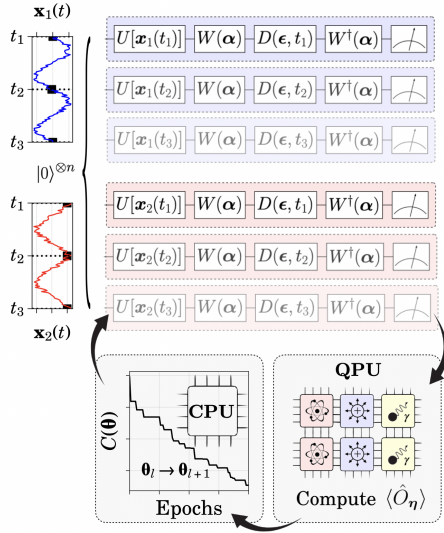 𝐱₁(t)
t₁ U[𝒙₁(t₁)] W(𝜶) D(𝝐, t₁) W†(𝜶)
t₂ U[𝒙₁(t₂)] W(𝜶) D(𝝐, t₂) W†(𝜶)
t₃ U[𝒙₁(t₃)] W(𝜶) D(𝝐, t₃) W†(𝜶)
|0⟩⊗ⁿ
t₁ U[𝒙₂(t₁)] W(𝜶) D(𝝐, t₁) W†(𝜶)
t₂ U[𝒙₂(t₂)] W(𝜶) D(𝝐, t₂) W†(𝜶)
t₃ U[𝒙₂(t₃)] W(𝜶) D(𝝐, t₃) W†(𝜶)
𝐱₂(t)
C(𝛉)
CPU
𝛉_l → 𝛉_{l+1}
Epochs
QPU
γ
γ
Compute ⟨Ô_𝜼⟩